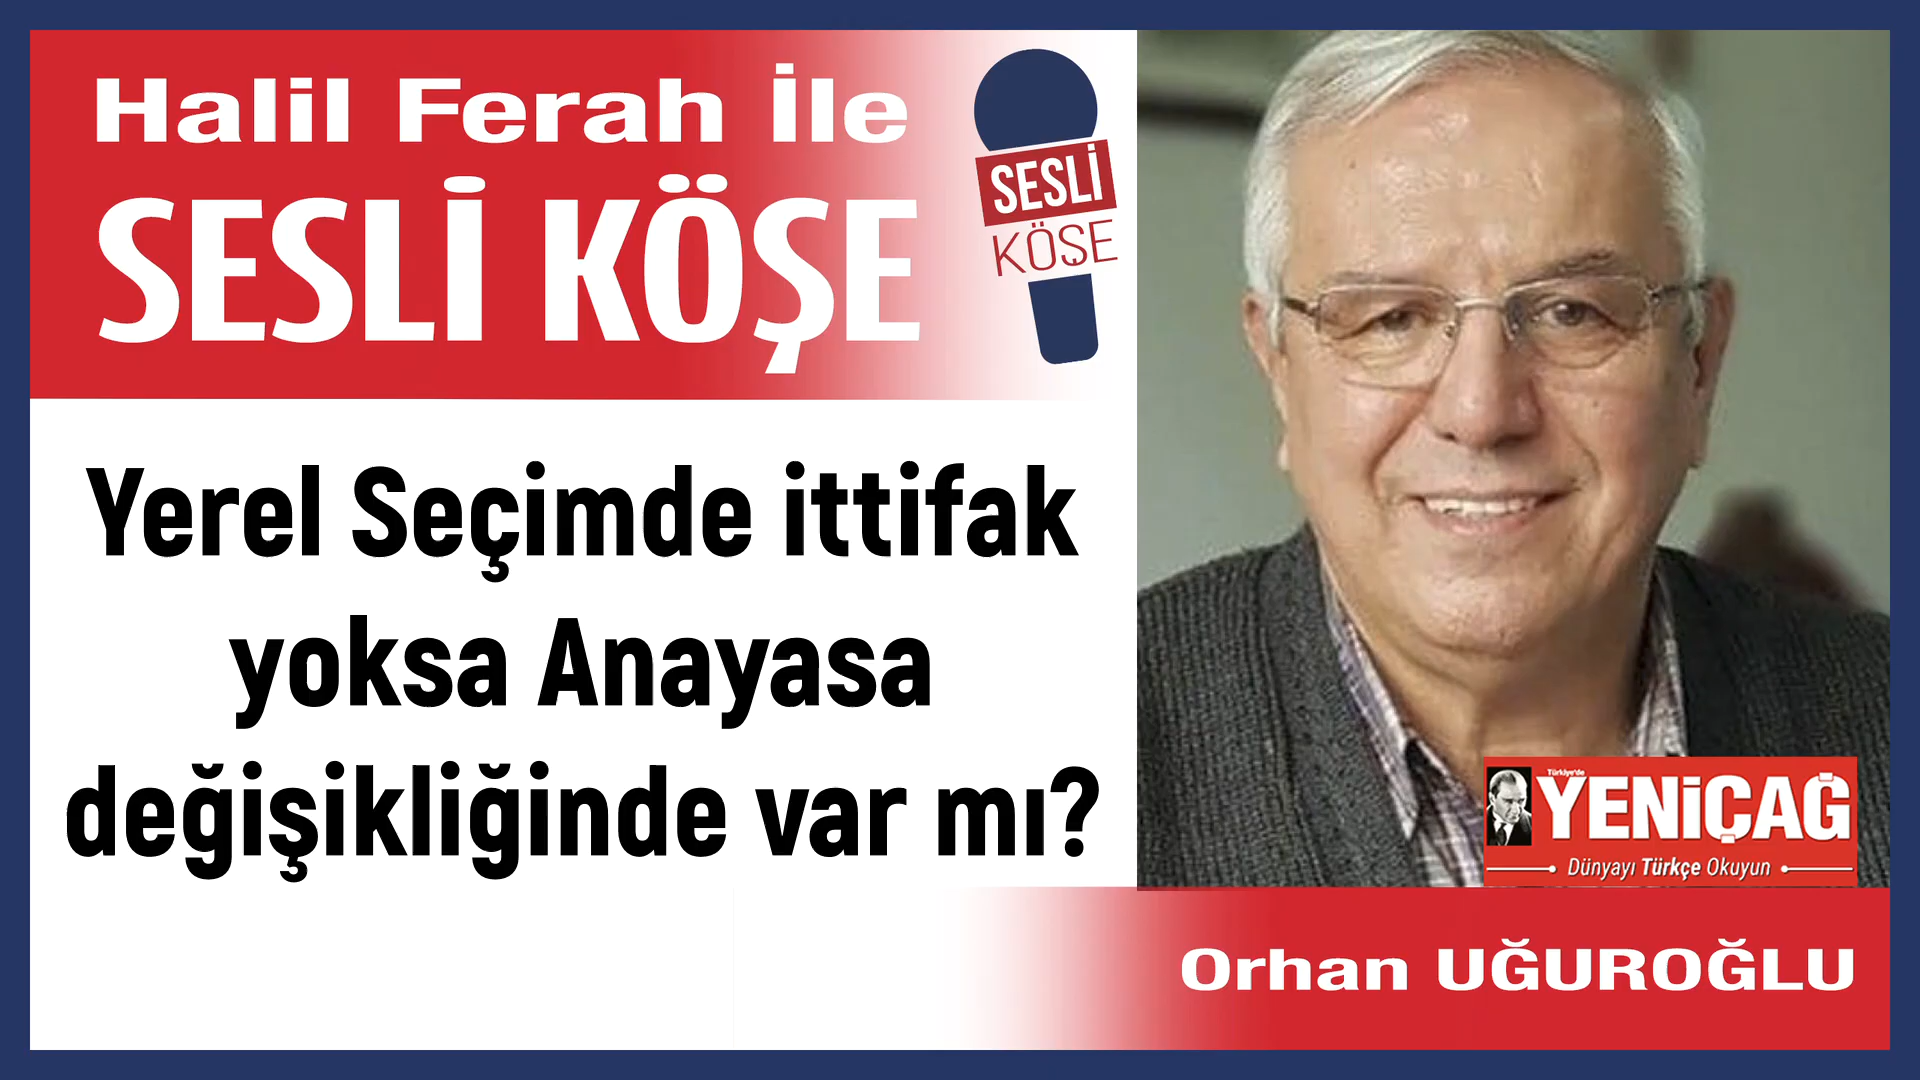 Halil Ferah İle
SESLİ KÖŞE
SESLİ
KÖŞE
Yerel Seçimde ittifak
yoksa Anayasa
değişikliğinde var mı?
Türkiye'de
YENİÇAĞ
Dünyayı Türkçe Okuyun
Orhan UĞUROĞLU